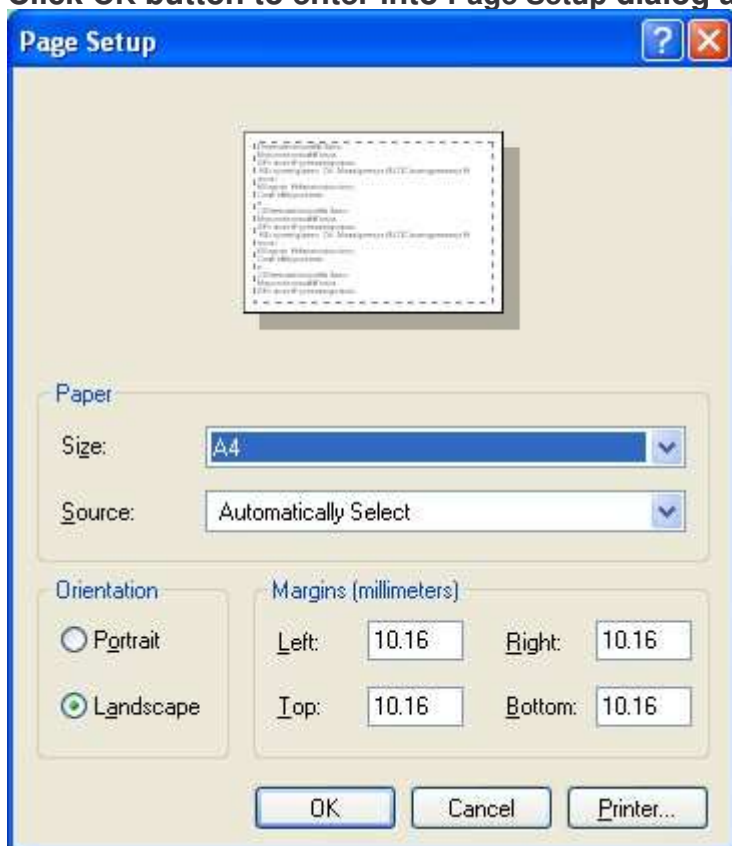 Click OK button to enter into Page Setup dialog a
Page Setup
Paper
Size: A4
Source: Automatically Select
Orientation
Portrait
Landscape
Margins (millimeters)
Left: 10.16 Right: 10.16
Top: 10.16 Bottom: 10.16
OK Cancel Printer...